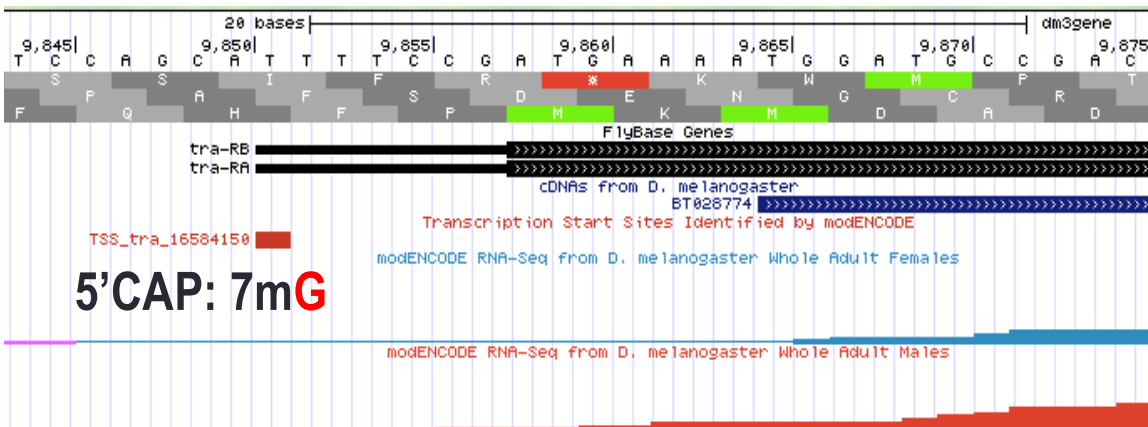 20 bases dm3gene
9,845| 9,850| 9,855| 9,860| 9,865| 9,870| 9,875
T C C A G C A T T T T C C G A T G A A A A T G G A T G C C G A C
S S I F R * K W M P T
P A F S D E N G C R
F Q H F P M K M D A D
FlyBase Genes
tra-RB
tra-RA
cDNAs from D. melanogaster
BT028774
Transcription Start Sites Identified by modENCODE
TSS_tra_16584150
modENCODE RNA-Seq from D. melanogaster Whole Adult Females
5’CAP: 7mG
modENCODE RNA-Seq from D. melanogaster Whole Adult Males